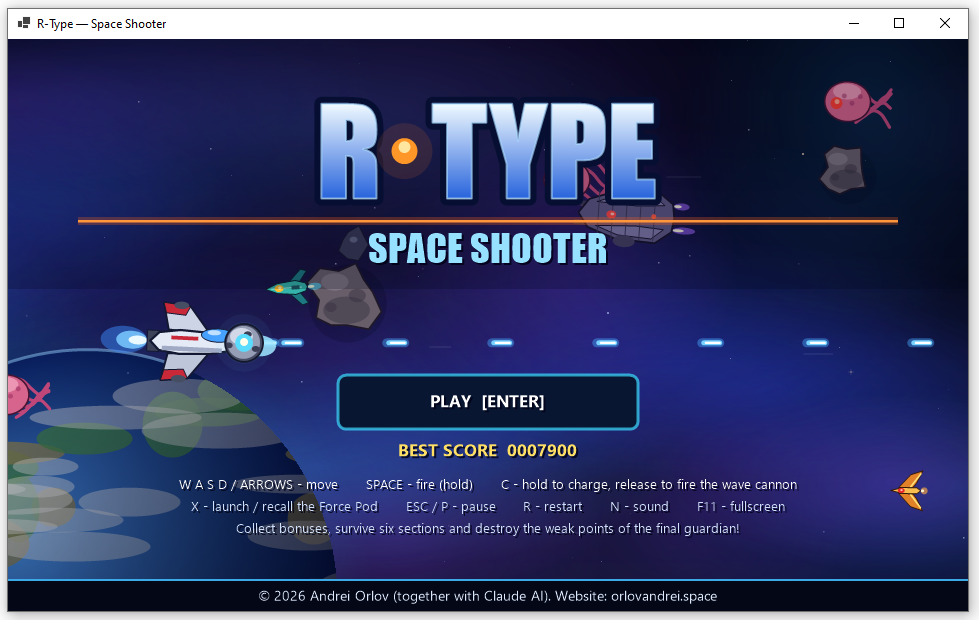 R-Type — Space Shooter
R•TYPE
SPACE SHOOTER
PLAY [ENTER]
BEST SCORE 0007900
W A S D / ARROWS - move SPACE - fire (hold) C - hold to charge, release to fire the wave cannon
X - launch / recall the Force Pod ESC / P - pause R - restart N - sound F11 - fullscreen
Collect bonuses, survive six sections and destroy the weak points of the final guardian!
© 2026 Andrei Orlov (together with Claude AI). Website: orlovandrei.space